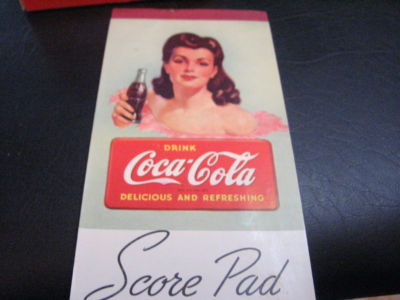 DRINK
Coca-Cola
DELICIOUS AND REFRESHING
Score Pad